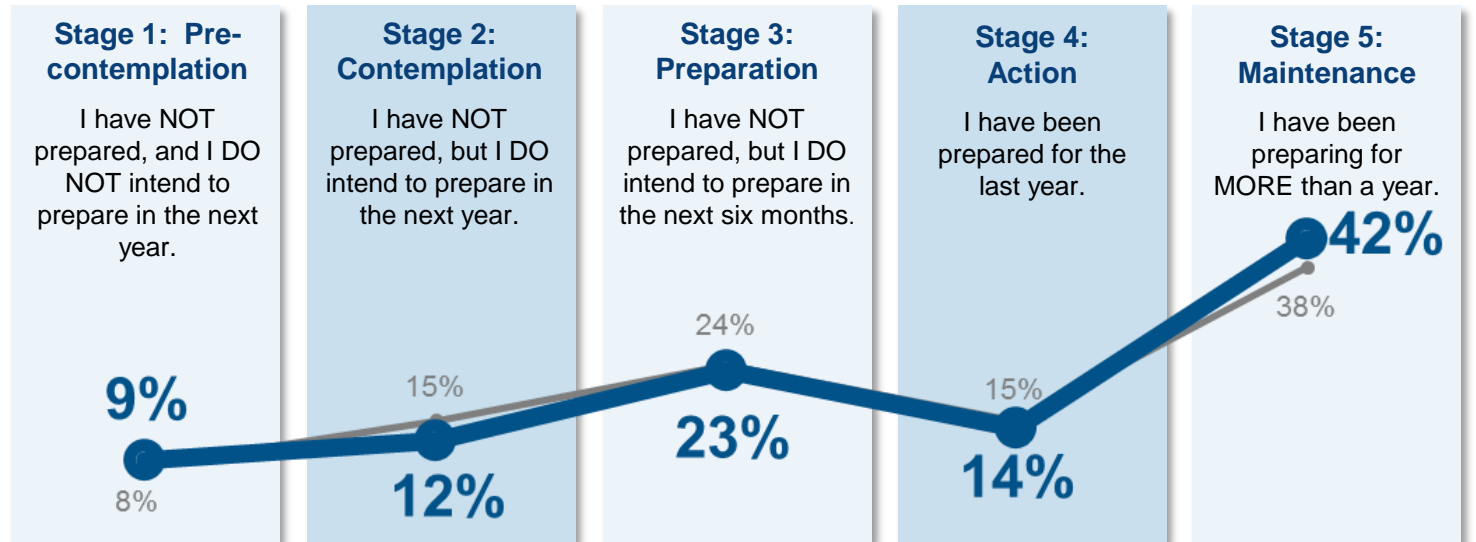 Stage 1:  Pre-
contemplation
I have NOT
prepared, and I DO
NOT intend to
prepare in the next
year.
9%
8%
Stage 2:
Contemplation
I have NOT
prepared, but I DO
intend to prepare in
the next year.
15%
12%
Stage 3:
Preparation
I have NOT
prepared, but I DO
intend to prepare in
the next six months.
24%
23%
Stage 4:
Action
I have been
prepared for the
last year.
15%
14%
Stage 5:
Maintenance
I have been
preparing for
MORE than a year.
42%
38%